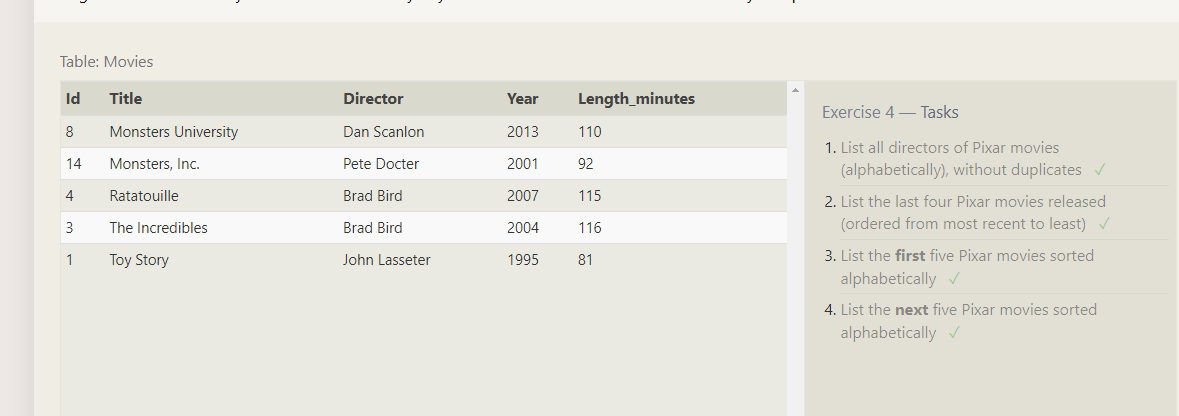 Table: Movies
Id Title Director Year Length_minutes
8 Monsters University Dan Scanlon 2013 110
14 Monsters, Inc. Pete Docter 2001 92
4 Ratatouille Brad Bird 2007 115
3 The Incredibles Brad Bird 2004 116
1 Toy Story John Lasseter 1995 81
Exercise 4 — Tasks
1. List all directors of Pixar movies
(alphabetically), without duplicates ✓
2. List the last four Pixar movies released
(ordered from most recent to least) ✓
3. List the first five Pixar movies sorted
alphabetically ✓
4. List the next five Pixar movies sorted
alphabetically ✓